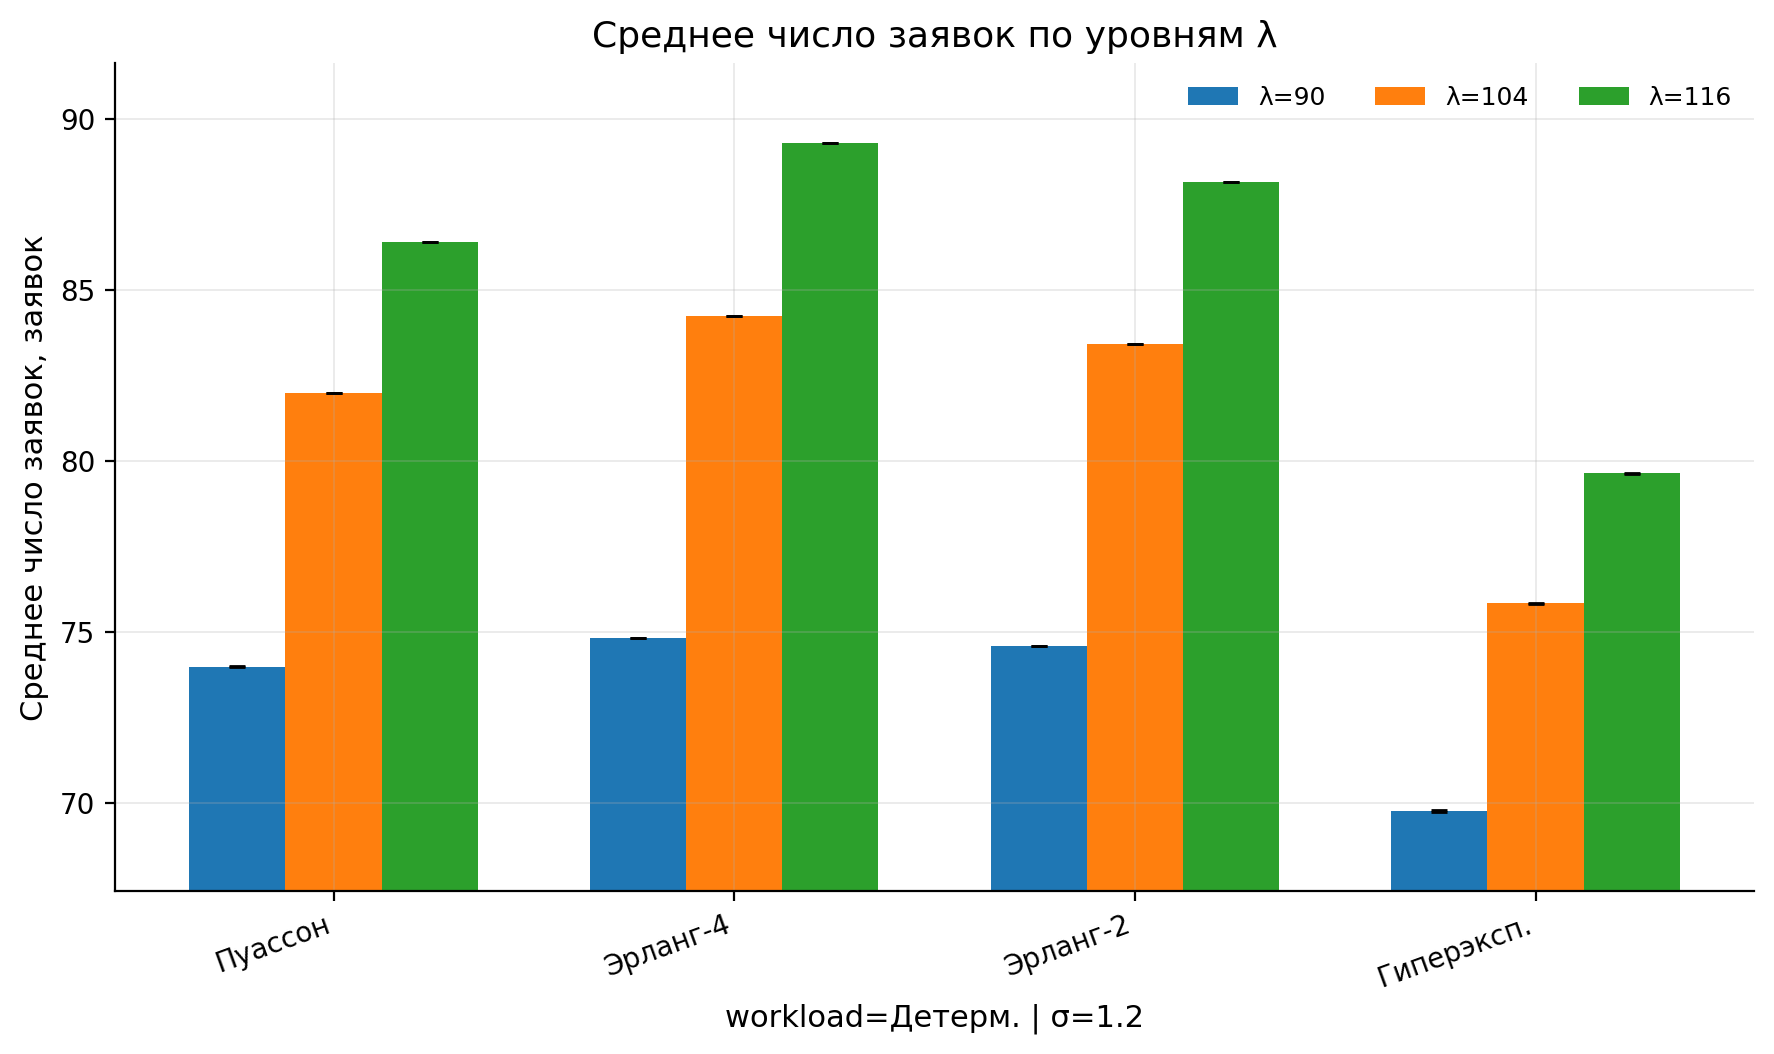 Среднее число заявок по уровням λ
λ=90 λ=104 λ=116
Среднее число заявок, заявок
90
85
80
75
70
Пуассон
Эрланг-4
Эрланг-2
Гиперэксп.
workload=Детерм. | σ=1.2